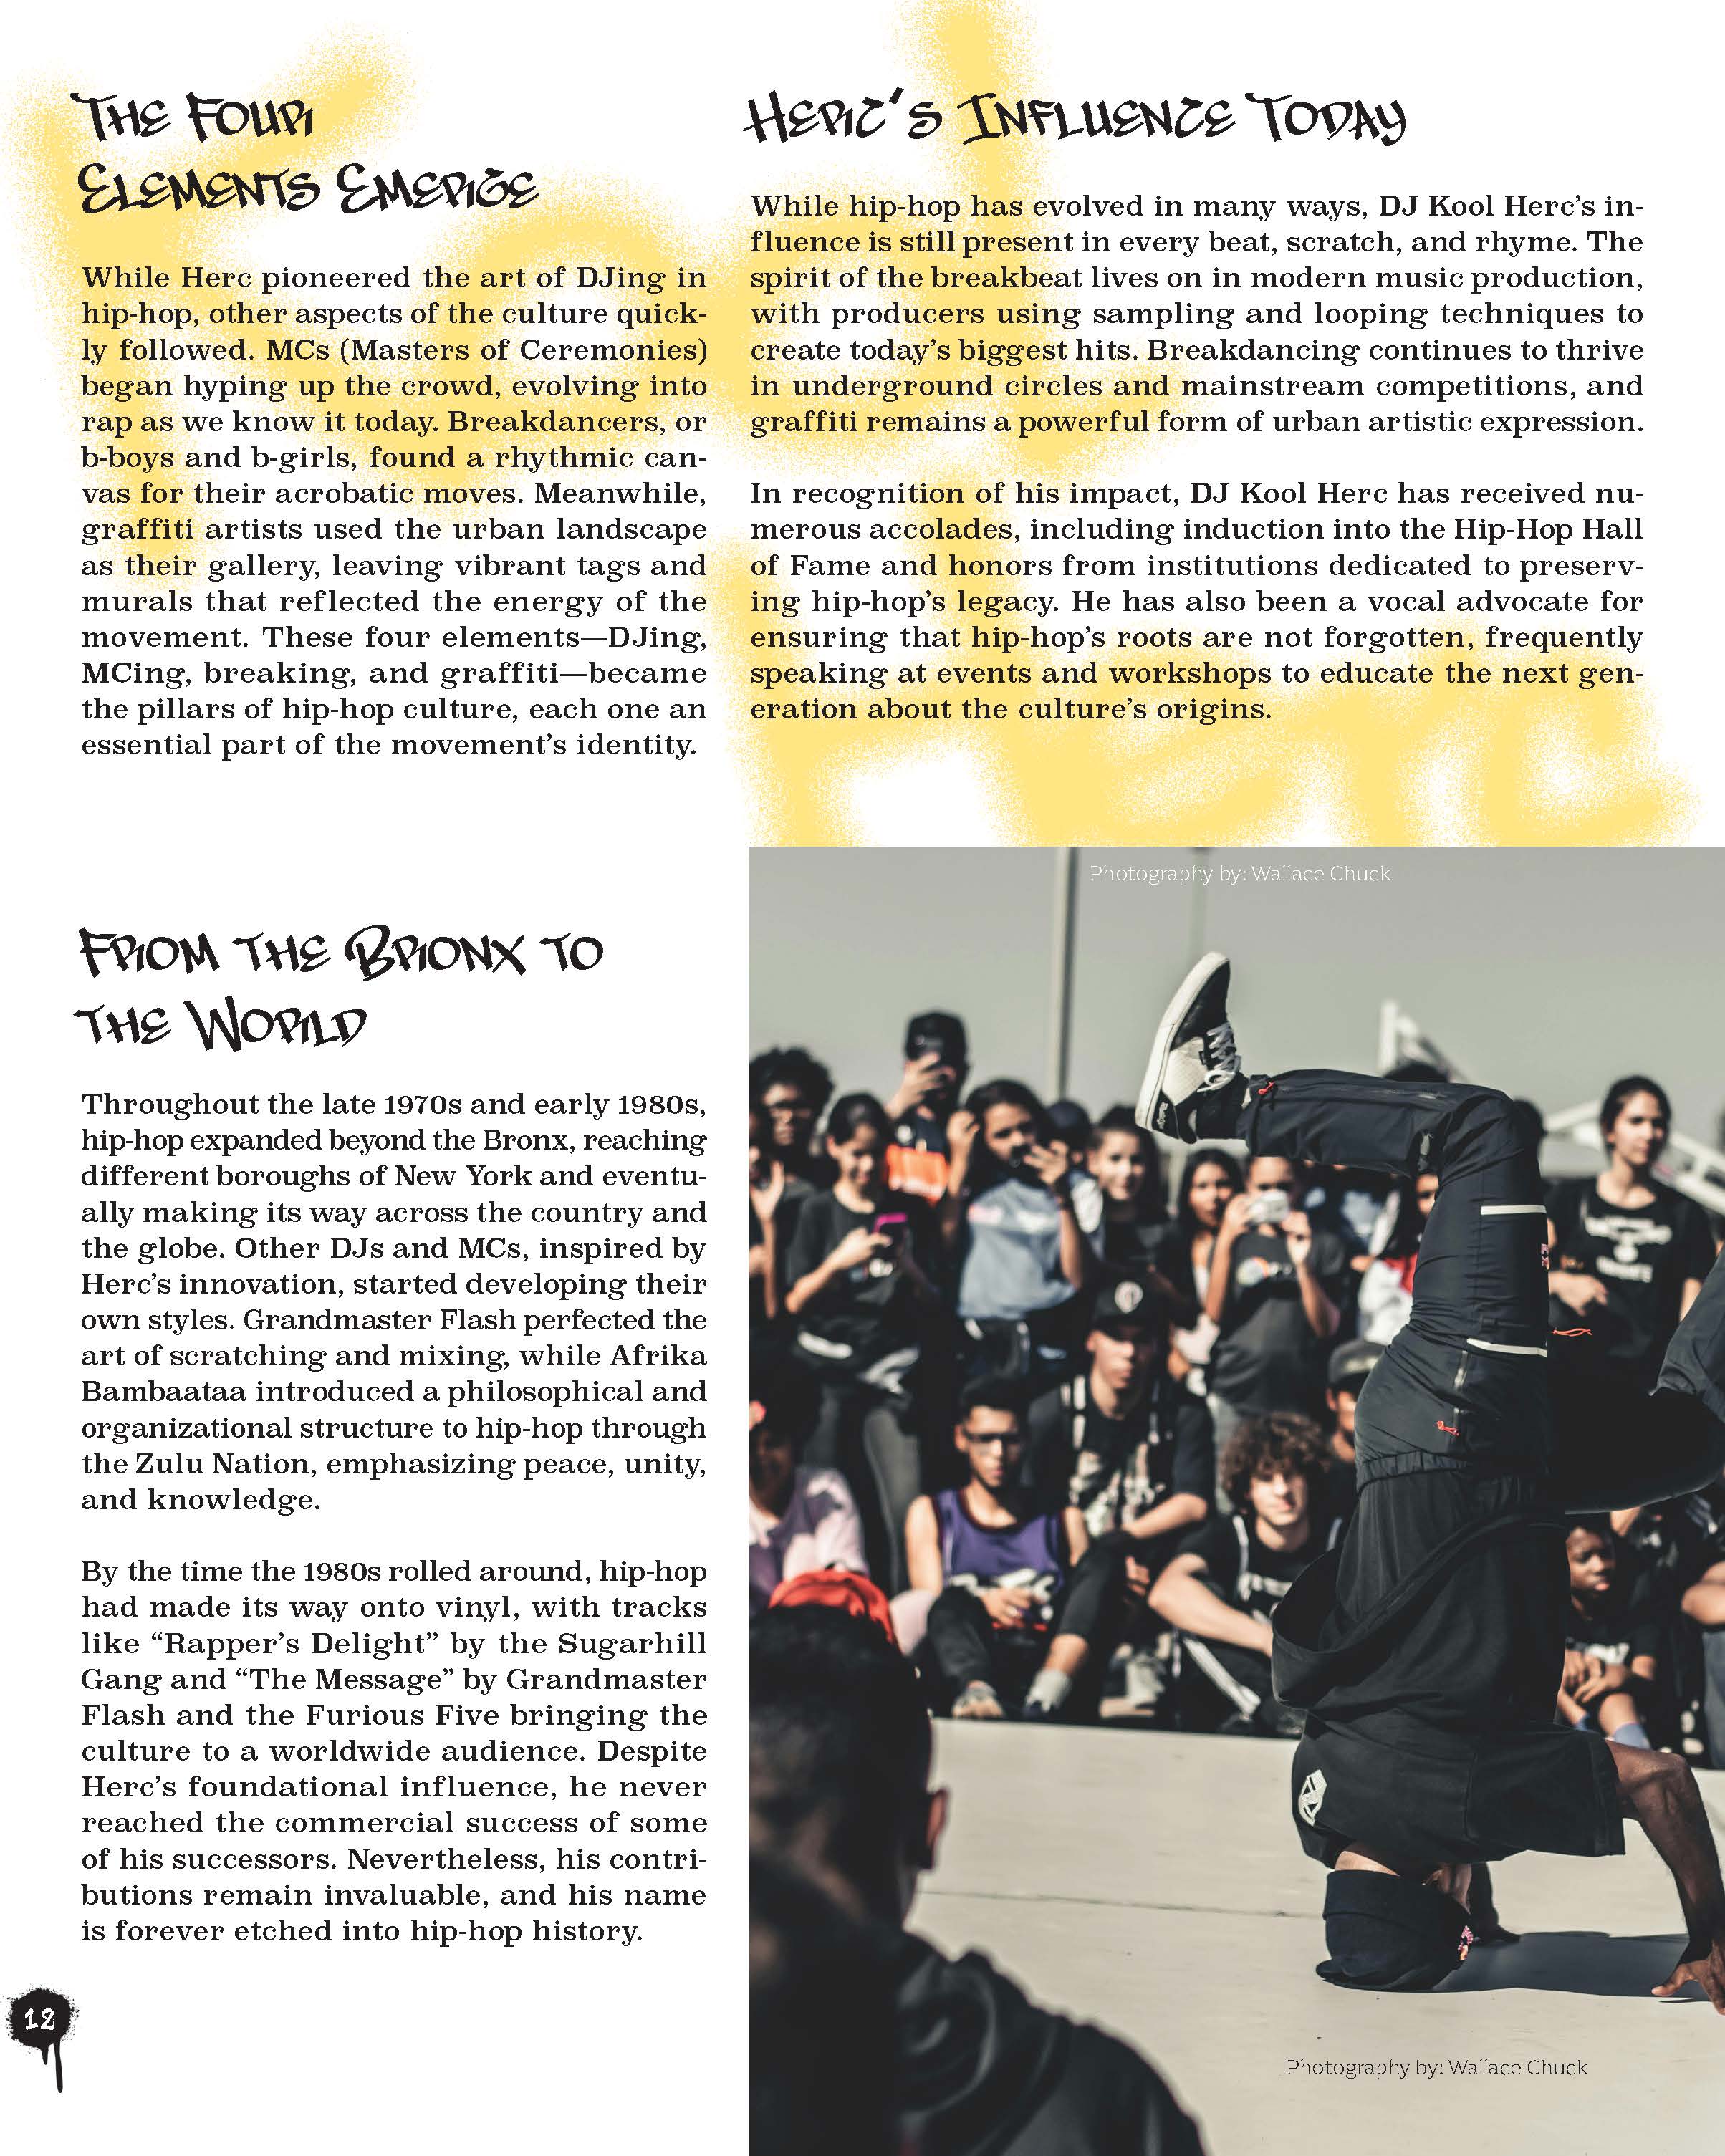 The Four
Elements Emerge
While Herc pioneered the art of DJing in
hip-hop, other aspects of the culture quick-
ly followed. MCs (Masters of Ceremonies)
began hyping up the crowd, evolving into
rap as we know it today. Breakdancers, or
b-boys and b-girls, found a rhythmic can-
vas for their acrobatic moves. Meanwhile,
graffiti artists used the urban landscape
as their gallery, leaving vibrant tags and
murals that reflected the energy of the
movement. These four elements—DJing,
MCing, breaking, and graffiti—became
the pillars of hip-hop culture, each one an
essential part of the movement's identity.
From the Bronx to
the World
Throughout the late 1970s and early 1980s,
hip-hop expanded beyond the Bronx, reaching
different boroughs of New York and eventu-
ally making its way across the country and
the globe. Other DJs and MCs, inspired by
Herc's innovation, started developing their
own styles. Grandmaster Flash perfected the
art of scratching and mixing, while Afrika
Bambaataa introduced a philosophical and
organizational structure to hip-hop through
the Zulu Nation, emphasizing peace, unity,
and knowledge.
By the time the 1980s rolled around, hip-hop
had made its way onto vinyl, with tracks
like “Rapper's Delight” by the Sugarhill
Gang and “The Message” by Grandmaster
Flash and the Furious Five bringing the
culture to a worldwide audience. Despite
Herc's foundational influence, he never
reached the commercial success of some
of his successors. Nevertheless, his contri-
butions remain invaluable, and his name
is forever etched into hip-hop history.
12
Herc's Influence Today
While hip-hop has evolved in many ways, DJ Kool Herc's in-
fluence is still present in every beat, scratch, and rhyme. The
spirit of the breakbeat lives on in modern music production,
with producers using sampling and looping techniques to
create today's biggest hits. Breakdancing continues to thrive
in underground circles and mainstream competitions, and
graffiti remains a powerful form of urban artistic expression.
In recognition of his impact, DJ Kool Herc has received nu-
merous accolades, including induction into the Hip-Hop Hall
of Fame and honors from institutions dedicated to preserv-
ing hip-hop's legacy. He has also been a vocal advocate for
ensuring that hip-hop's roots are not forgotten, frequently
speaking at events and workshops to educate the next gen-
eration about the culture's origins.
Photography by: Wallace Chuck
Photography by: Wallace Chuck